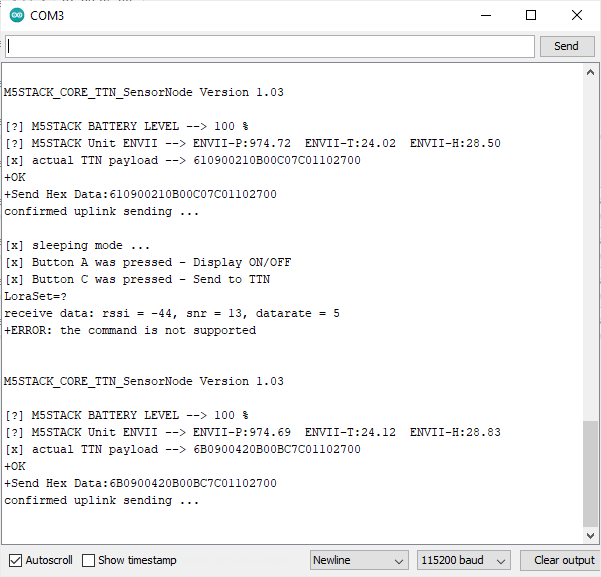 COM3
Send
M5STACK_CORE_TTN_SensorNode Version 1.03
[?] M5STACK BATTERY LEVEL --> 100 %
[?] M5STACK Unit ENVII --> ENVII-P:974.72  ENVII-T:24.02  ENVII-H:28.50
[x] actual TTN payload --> 610900210B00C07C01102700
+OK
+Send Hex Data:610900210B00C07C01102700
confirmed uplink sending ...
[x] sleeping mode ...
[x] Button A was pressed - Display ON/OFF
[x] Button C was pressed - Send to TTN
LoraSet=?
receive data: rssi = -44, snr = 13, datarate = 5
+ERROR: the command is not supported
M5STACK_CORE_TTN_SensorNode Version 1.03
[?] M5STACK BATTERY LEVEL --> 100 %
[?] M5STACK Unit ENVII --> ENVII-P:974.69  ENVII-T:24.12  ENVII-H:28.83
[x] actual TTN payload --> 6B0900420B00BC7C01102700
+OK
+Send Hex Data:6B0900420B00BC7C01102700
confirmed uplink sending ...
Autoscroll Show timestamp Newline 115200 baud Clear output